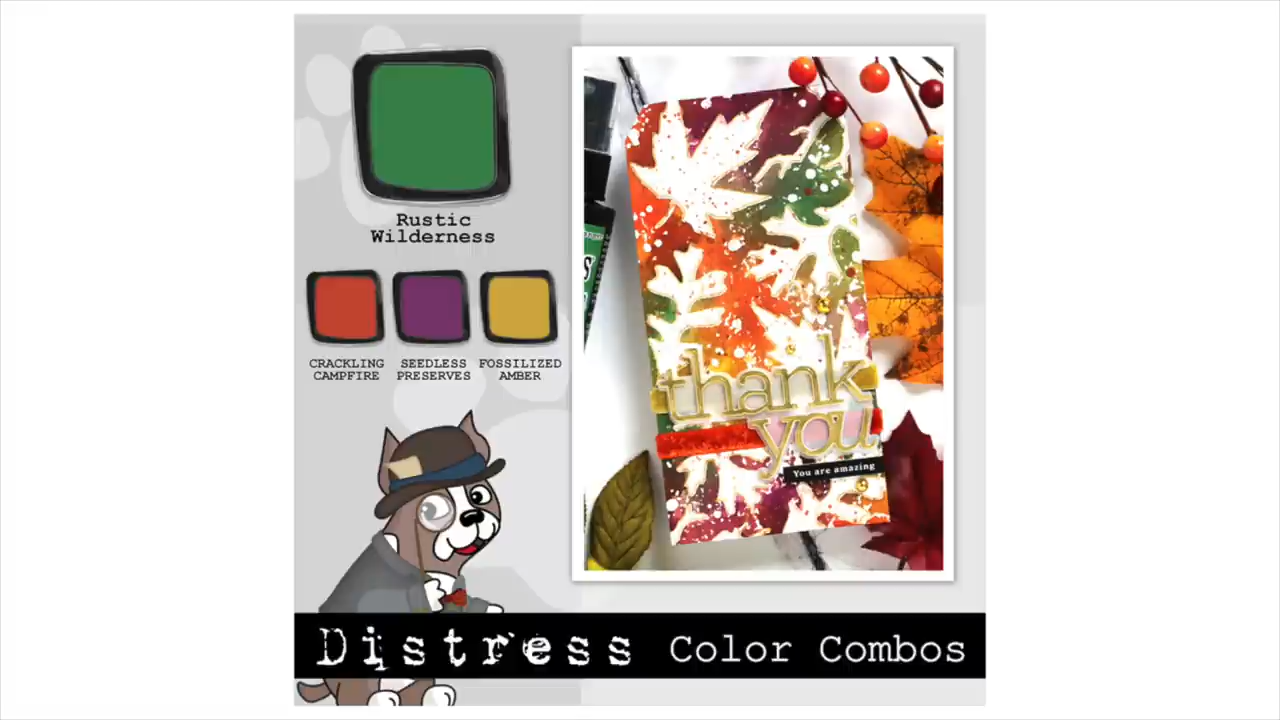 Rustic
Wilderness
CRACKLING
CAMPFIRE
SEEDLESS
PRESERVES
FOSSILIZED
AMBER
thank
you
You are amazing
Distress Color Combos